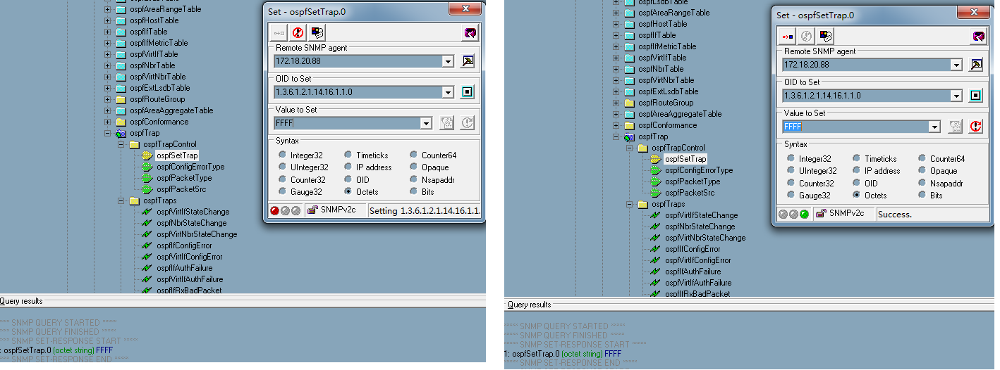 ospfAreaRangeTable
ospfHostTable
ospfIfTable
ospfIfMetricTable
ospfVirtIfTable
ospfNbrTable
ospfVirtNbrTable
ospfExtLsdbTable
ospfRouteGroup
ospfAreaAggregateTable
ospfConformance
ospfTrap
ospfTrapControl
ospfSetTrap
ospfConfigErrorType
ospfPacketType
ospfPacketSrc
ospfTraps
ospfVirtIfStateChange
ospfNbrStateChange
ospfVirtNbrStateChange
ospfIfConfigError
ospfVirtIfConfigError
ospfIfAuthFailure
ospfVirtIfAuthFailure
ospfIfRxBadPacket
Set - ospfSetTrap.0
Remote SNMP agent
172.18.20.88
OID to Set
1.3.6.1.2.1.14.16.1.1.0
Value to Set
FFFF
Syntax
Integer32 Timeticks Counter64
UInteger32 IP address Opaque
Counter32 OID Nsapaddr
Gauge32 Octets Bits
SNMPv2c Setting 1.3.6.1.2.1.14.16.1.1.
Query results
*** SNMP QUERY STARTED *****
*** SNMP QUERY FINISHED *****
*** SNMP SET-RESPONSE START *****
: ospfSetTrap.0 (octet string) FFFF
*** SNMP SET-RESPONSE END *****
ospfLsdbTable
ospfAreaRangeTable
ospfHostTable
ospfIfTable
ospfIfMetricTable
ospfVirtIfTable
ospfNbrTable
ospfVirtNbrTable
ospfExtLsdbTable
ospfRouteGroup
ospfAreaAggregateTable
ospfConformance
ospfTrap
ospfTrapControl
ospfSetTrap
ospfConfigErrorType
ospfPacketType
ospfPacketSrc
ospfTraps
ospfVirtIfStateChange
ospfNbrStateChange
ospfVirtNbrStateChange
ospfIfConfigError
ospfVirtIfConfigError
ospfIfAuthFailure
ospfVirtIfAuthFailure
ospfIfRxBadPacket
Set - ospfSetTrap.0
Remote SNMP agent
172.18.20.88
OID to Set
1.3.6.1.2.1.14.16.1.1.0
Value to Set
FFFF
Syntax
Integer32 Timeticks Counter64
UInteger32 IP address Opaque
Counter32 OID Nsapaddr
Gauge32 Octets Bits
SNMPv2c Success.
Query results
***** SNMP QUERY STARTED *****
***** SNMP QUERY FINISHED *****
***** SNMP SET-RESPONSE START *****
1: ospfSetTrap.0 (octet string) FFFF
***** SNMP SET-RESPONSE END *****